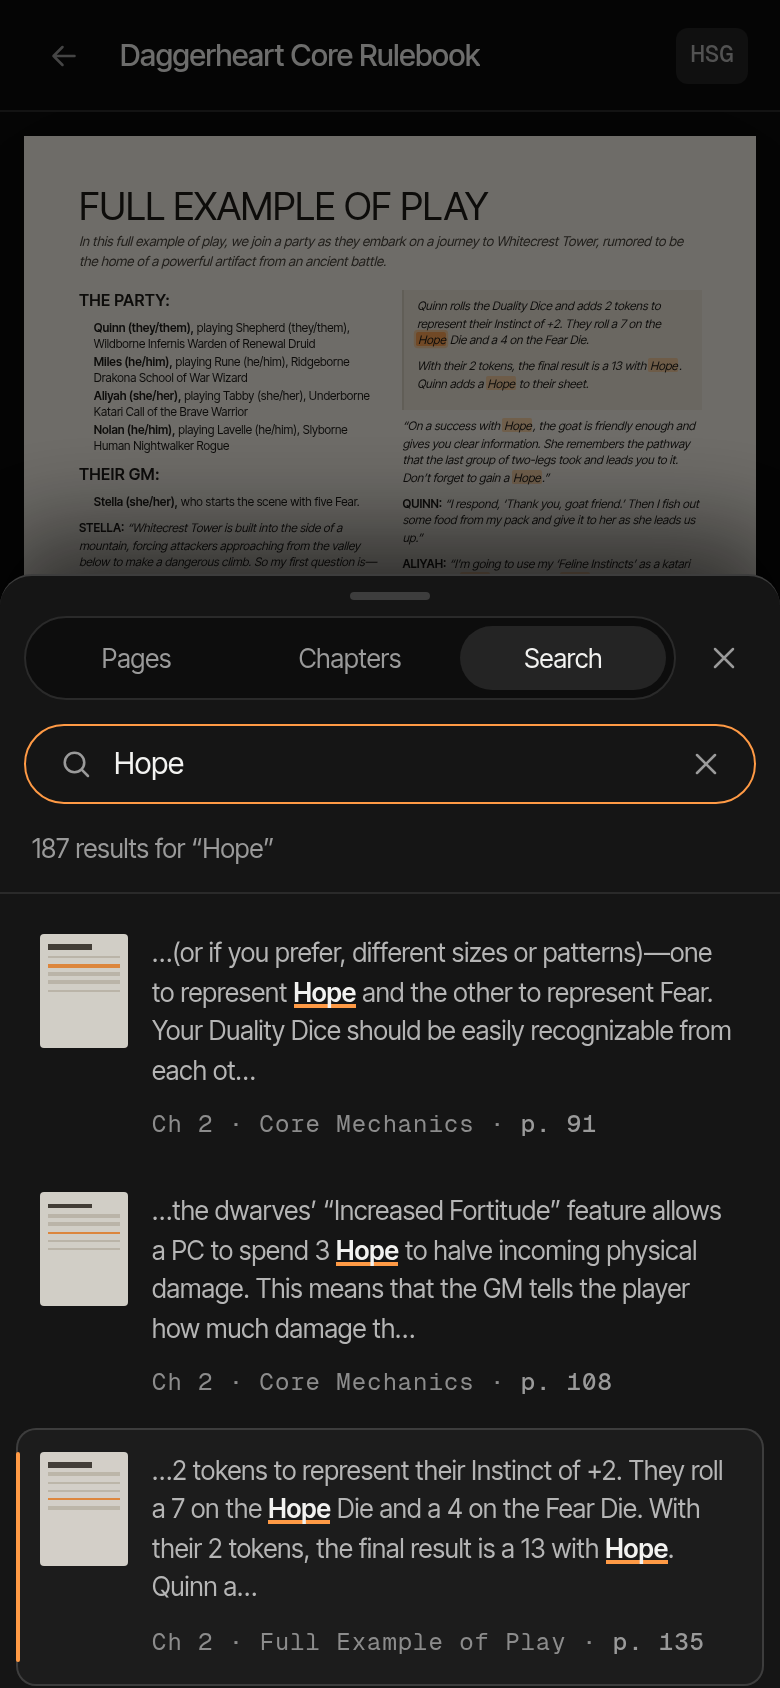 Daggerheart Core Rulebook
HSG
FULL EXAMPLE OF PLAY
In this full example of play, we join a party as they embark on a journey to Whitecrest Tower, rumored to be
the home of a powerful artifact from an ancient battle.
THE PARTY:
Quinn (they/them), playing Shepherd (they/them),
Wildborne Infernis Warden of Renewal Druid
Miles (he/him), playing Rune (he/him), Ridgeborne
Drakona School of War Wizard
Aliyah (she/her), playing Tabby (she/her), Underborne
Katari Call of the Brave Warrior
Nolan (he/him), playing Lavelle (he/him), Slyborne
Human Nightwalker Rogue
THEIR GM:
Stella (she/her), who starts the scene with five Fear.
STELLA: “Whitecrest Tower is built into the side of a
mountain, forcing attackers approaching from the valley
below to make a dangerous climb. So my first question is—
Quinn rolls the Duality Dice and adds 2 tokens to
represent their Instinct of +2. They roll a 7 on the
Hope Die and a 4 on the Fear Die.
With their 2 tokens, the final result is a 13 with Hope.
Quinn adds a Hope to their sheet.
“On a success with Hope, the goat is friendly enough and
gives you clear information. She remembers the pathway
that the last group of two-legs took and leads you to it.
Don't forget to gain a Hope.”
QUINN: “I respond, ‘Thank you, goat friend.’ Then I fish out
some food from my pack and give it to her as she leads us
up.”
ALIYAH: “I'm going to use my ‘Feline Instincts’ as a katari
Pages
Chapters
Search
Hope
187 results for “Hope”
…(or if you prefer, different sizes or patterns)—one
to represent Hope and the other to represent Fear.
Your Duality Dice should be easily recognizable from
each ot…
Ch 2 · Core Mechanics · p. 91
…the dwarves’ “Increased Fortitude” feature allows
a PC to spend 3 Hope to halve incoming physical
damage. This means that the GM tells the player
how much damage th…
Ch 2 · Core Mechanics · p. 108
…2 tokens to represent their Instinct of +2. They roll
a 7 on the Hope Die and a 4 on the Fear Die. With
their 2 tokens, the final result is a 13 with Hope.
Quinn a…
Ch 2 · Full Example of Play · p. 135